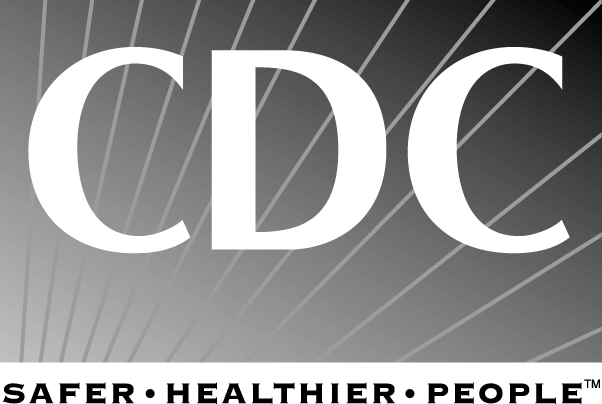 CDC
SAFER • HEALTHIER • PEOPLE™